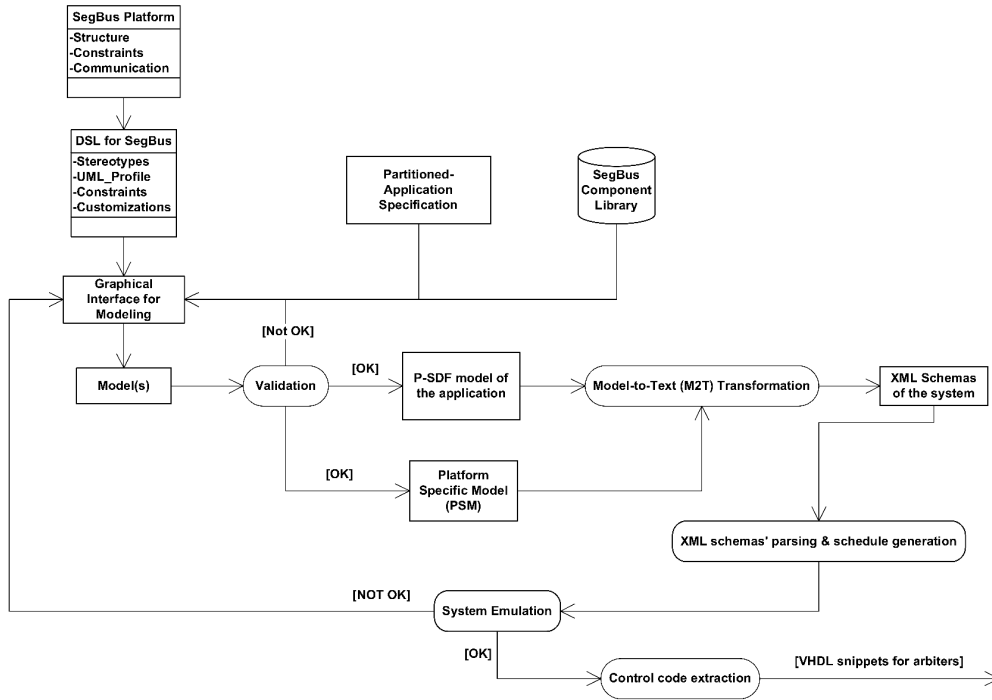 SegBus Platform
-Structure
-Constraints
-Communication
DSL for SegBus
-Stereotypes
-UML_Profile
-Constraints
-Customizations
Partitioned-
Application
Specification
SegBus
Component
Library
Graphical
Interface for
Modeling
[Not OK]
Model(s)
Validation
[OK]
P-SDF model of
the application
Model-to-Text (M2T) Transformation
XML Schemas
of the system
[OK]
Platform
Specific Model
(PSM)
XML schemas' parsing & schedule generation
[NOT OK]
System Emulation
[OK]
Control code extraction
[VHDL snippets for arbiters]